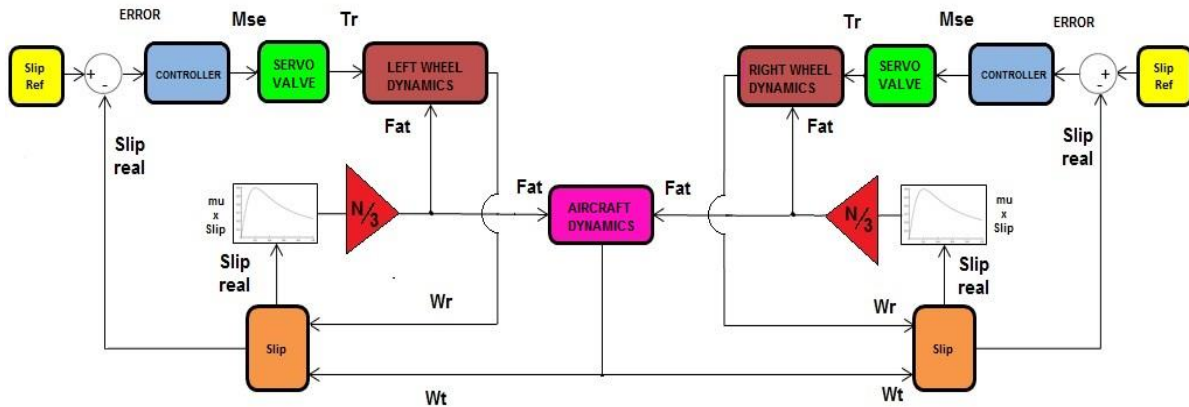 ERROR
Mse
Tr
Tr
Mse
ERROR
Slip
Ref
+
-
CONTROLLER
SERVO
VALVE
LEFT WHEEL
DYNAMICS
RIGHT WHEEL
DYNAMICS
SERVO
VALVE
CONTROLLER
+
-
Slip
Ref
Slip
real
Fat
Fat
Slip
real
mu
x
Slip
N/3
Fat
AIRCRAFT
DYNAMICS
Fat
N/3
mu
x
Slip
Slip
real
Slip
real
Wr
Wr
Slip
Slip
Wt
Wt